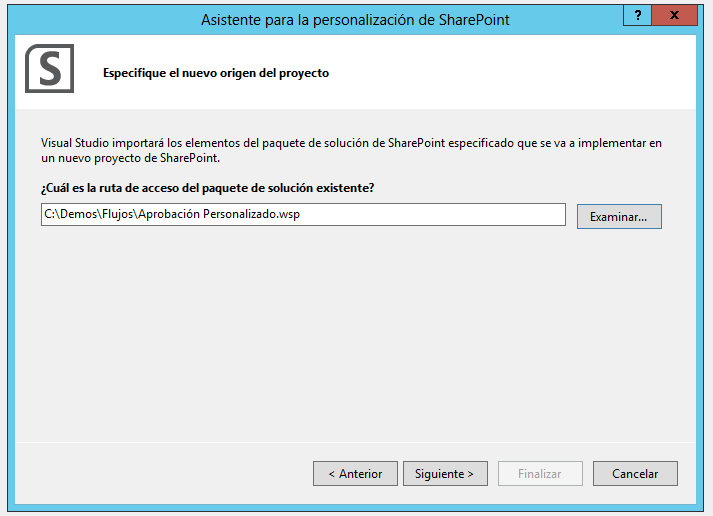 Asistente para la personalización de SharePoint
?
x
S
Especifique el nuevo origen del proyecto
Visual Studio importará los elementos del paquete de solución de SharePoint especificado que se va a implementar en
un nuevo proyecto de SharePoint.
¿Cuál es la ruta de acceso del paquete de solución existente?
C:\Demos\Flujos\Aprobación Personalizado.wsp
Examinar...
< Anterior
Siguiente >
Finalizar
Cancelar